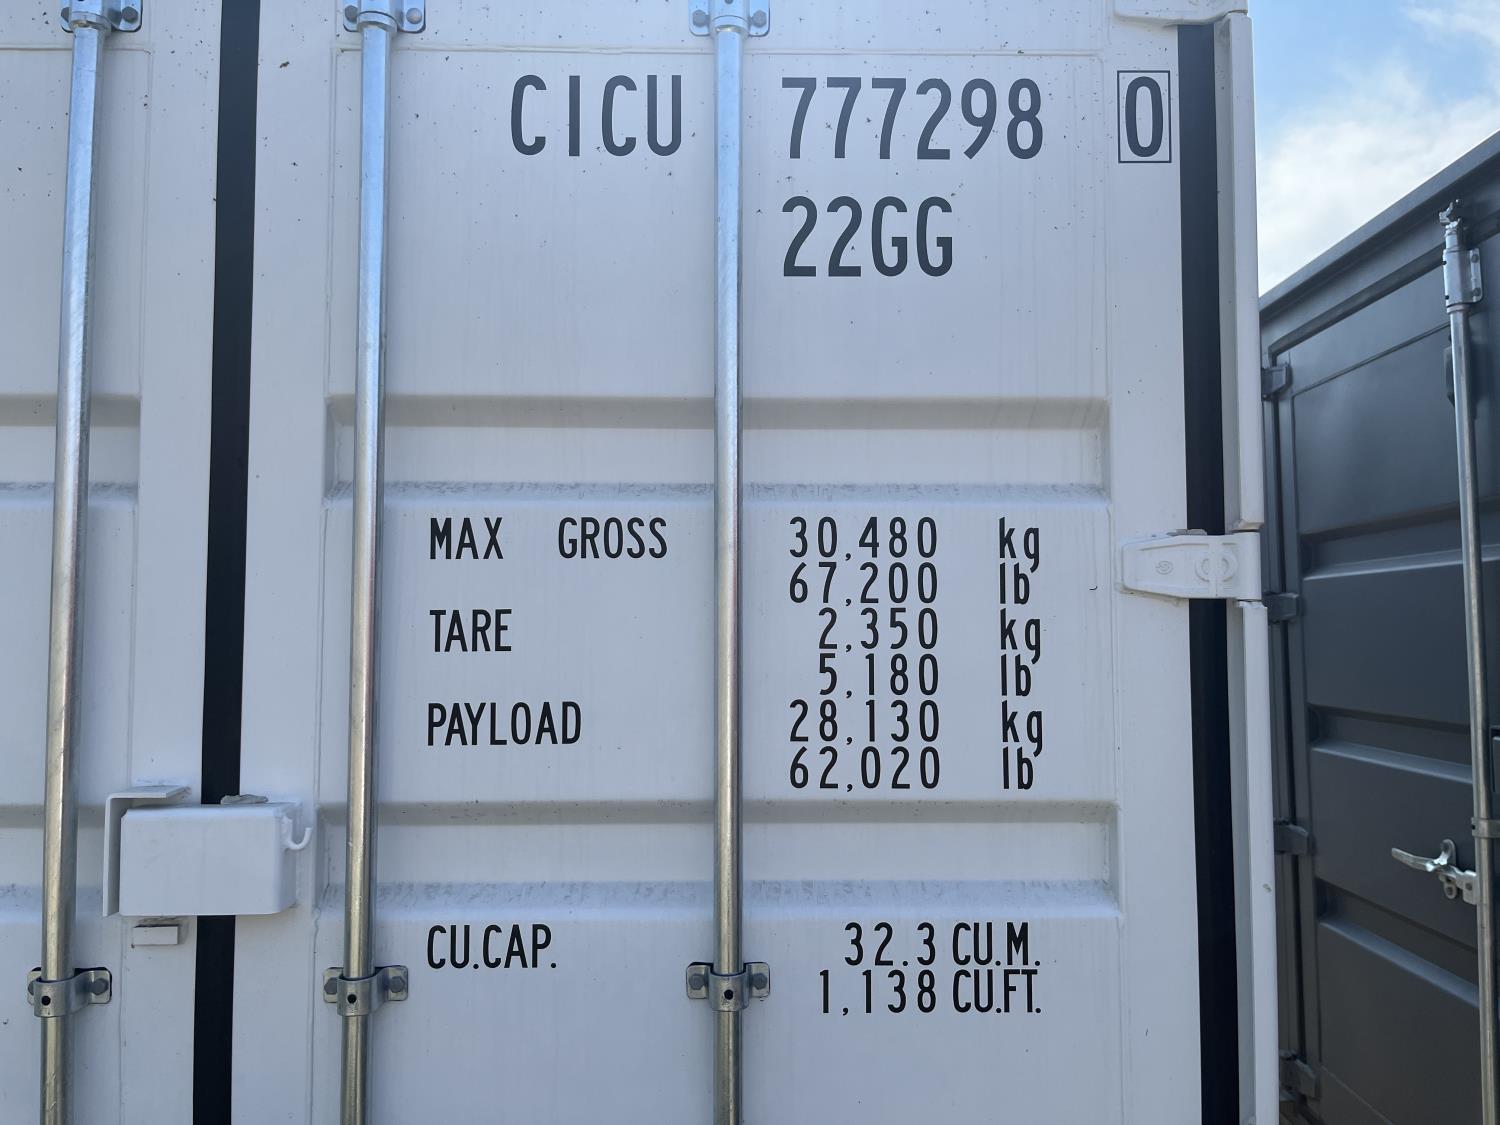 CICU 777298 0
22GG
MAX GROSS 30,480 kg
67,200 lb
TARE 2,350 kg
5,180 lb
PAYLOAD 28,130 kg
62,020 lb
CU.CAP. 32.3 CU.M.
1,138 CU.FT.